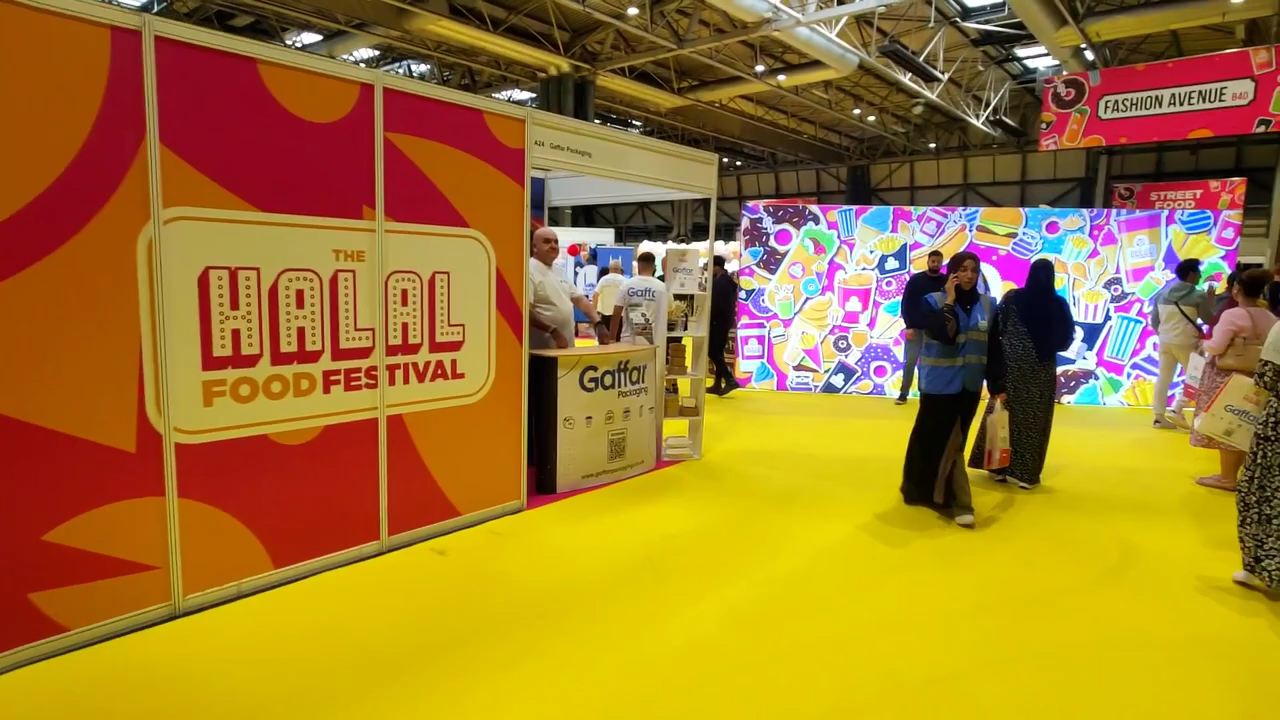 THE
HALAL
FOOD FESTIVAL
A24 Gaffar Packaging
Gaffar
Gaffar
Gaffar
Packaging
www.gaffarpackaging.co.uk
FASHION AVENUE B40
STREET
FOOD
Gaffar